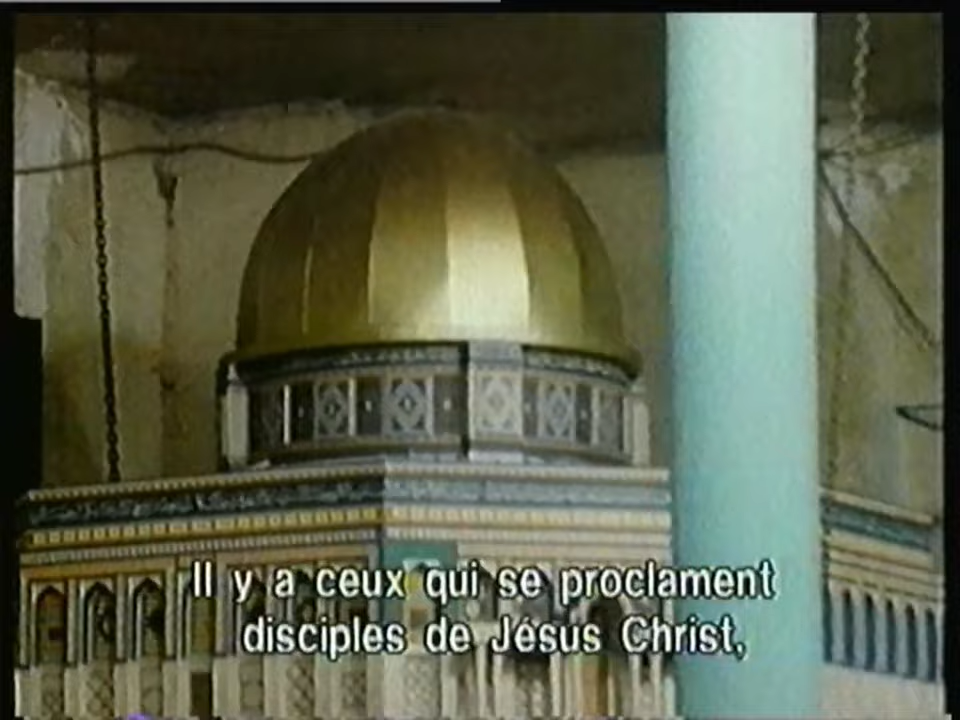 Il y a ceux qui se proclament
disciples de Jésus Christ,